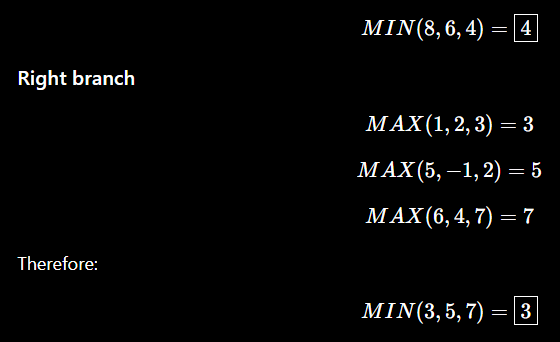 MIN(8, 6, 4) = 4
Right branch
MAX(1, 2, 3) = 3
MAX(5, −1, 2) = 5
MAX(6, 4, 7) = 7
Therefore:
MIN(3, 5, 7) = 3